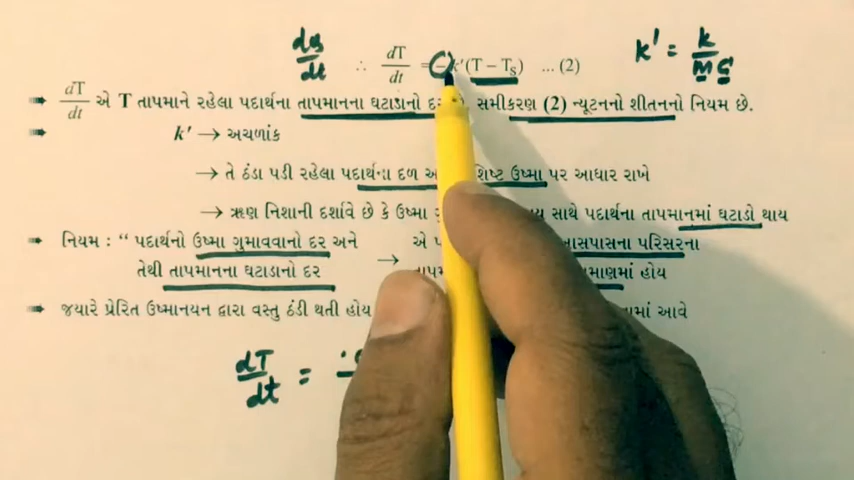 dθ/dt ∴ dT/dt = –k'(T – Tₛ) ... (2) k' = k/MC
dT/dt એ T તાપમાને રહેલા પદાર્થના તાપમાનના ઘટાડાનો દર સમીકરણ (2) ન્યૂટનનો શીતનનો નિયમ છે.
k' → અચળાંક
→ તે ઠંડા પડી રહેલા પદાર્થના દળ વિશિષ્ટ ઉષ્મા પર આધાર રાખે
→ ઋણ નિશાની દર્શાવે છે કે ઉષ્મા સાથે પદાર્થના તાપમાનમાં ઘટાડો થાય
નિયમ : " પદાર્થનો ઉષ્મા ગુમાવવાનો દર અને એ આસપાસના પરિસરના
તેથી તાપમાનના ઘટાડાનો દર → હોય
જયારે પ્રેરિત ઉષ્માનયન દ્વારા વસ્તુ ઠંડી થતી હોય આવે
dT/dt =